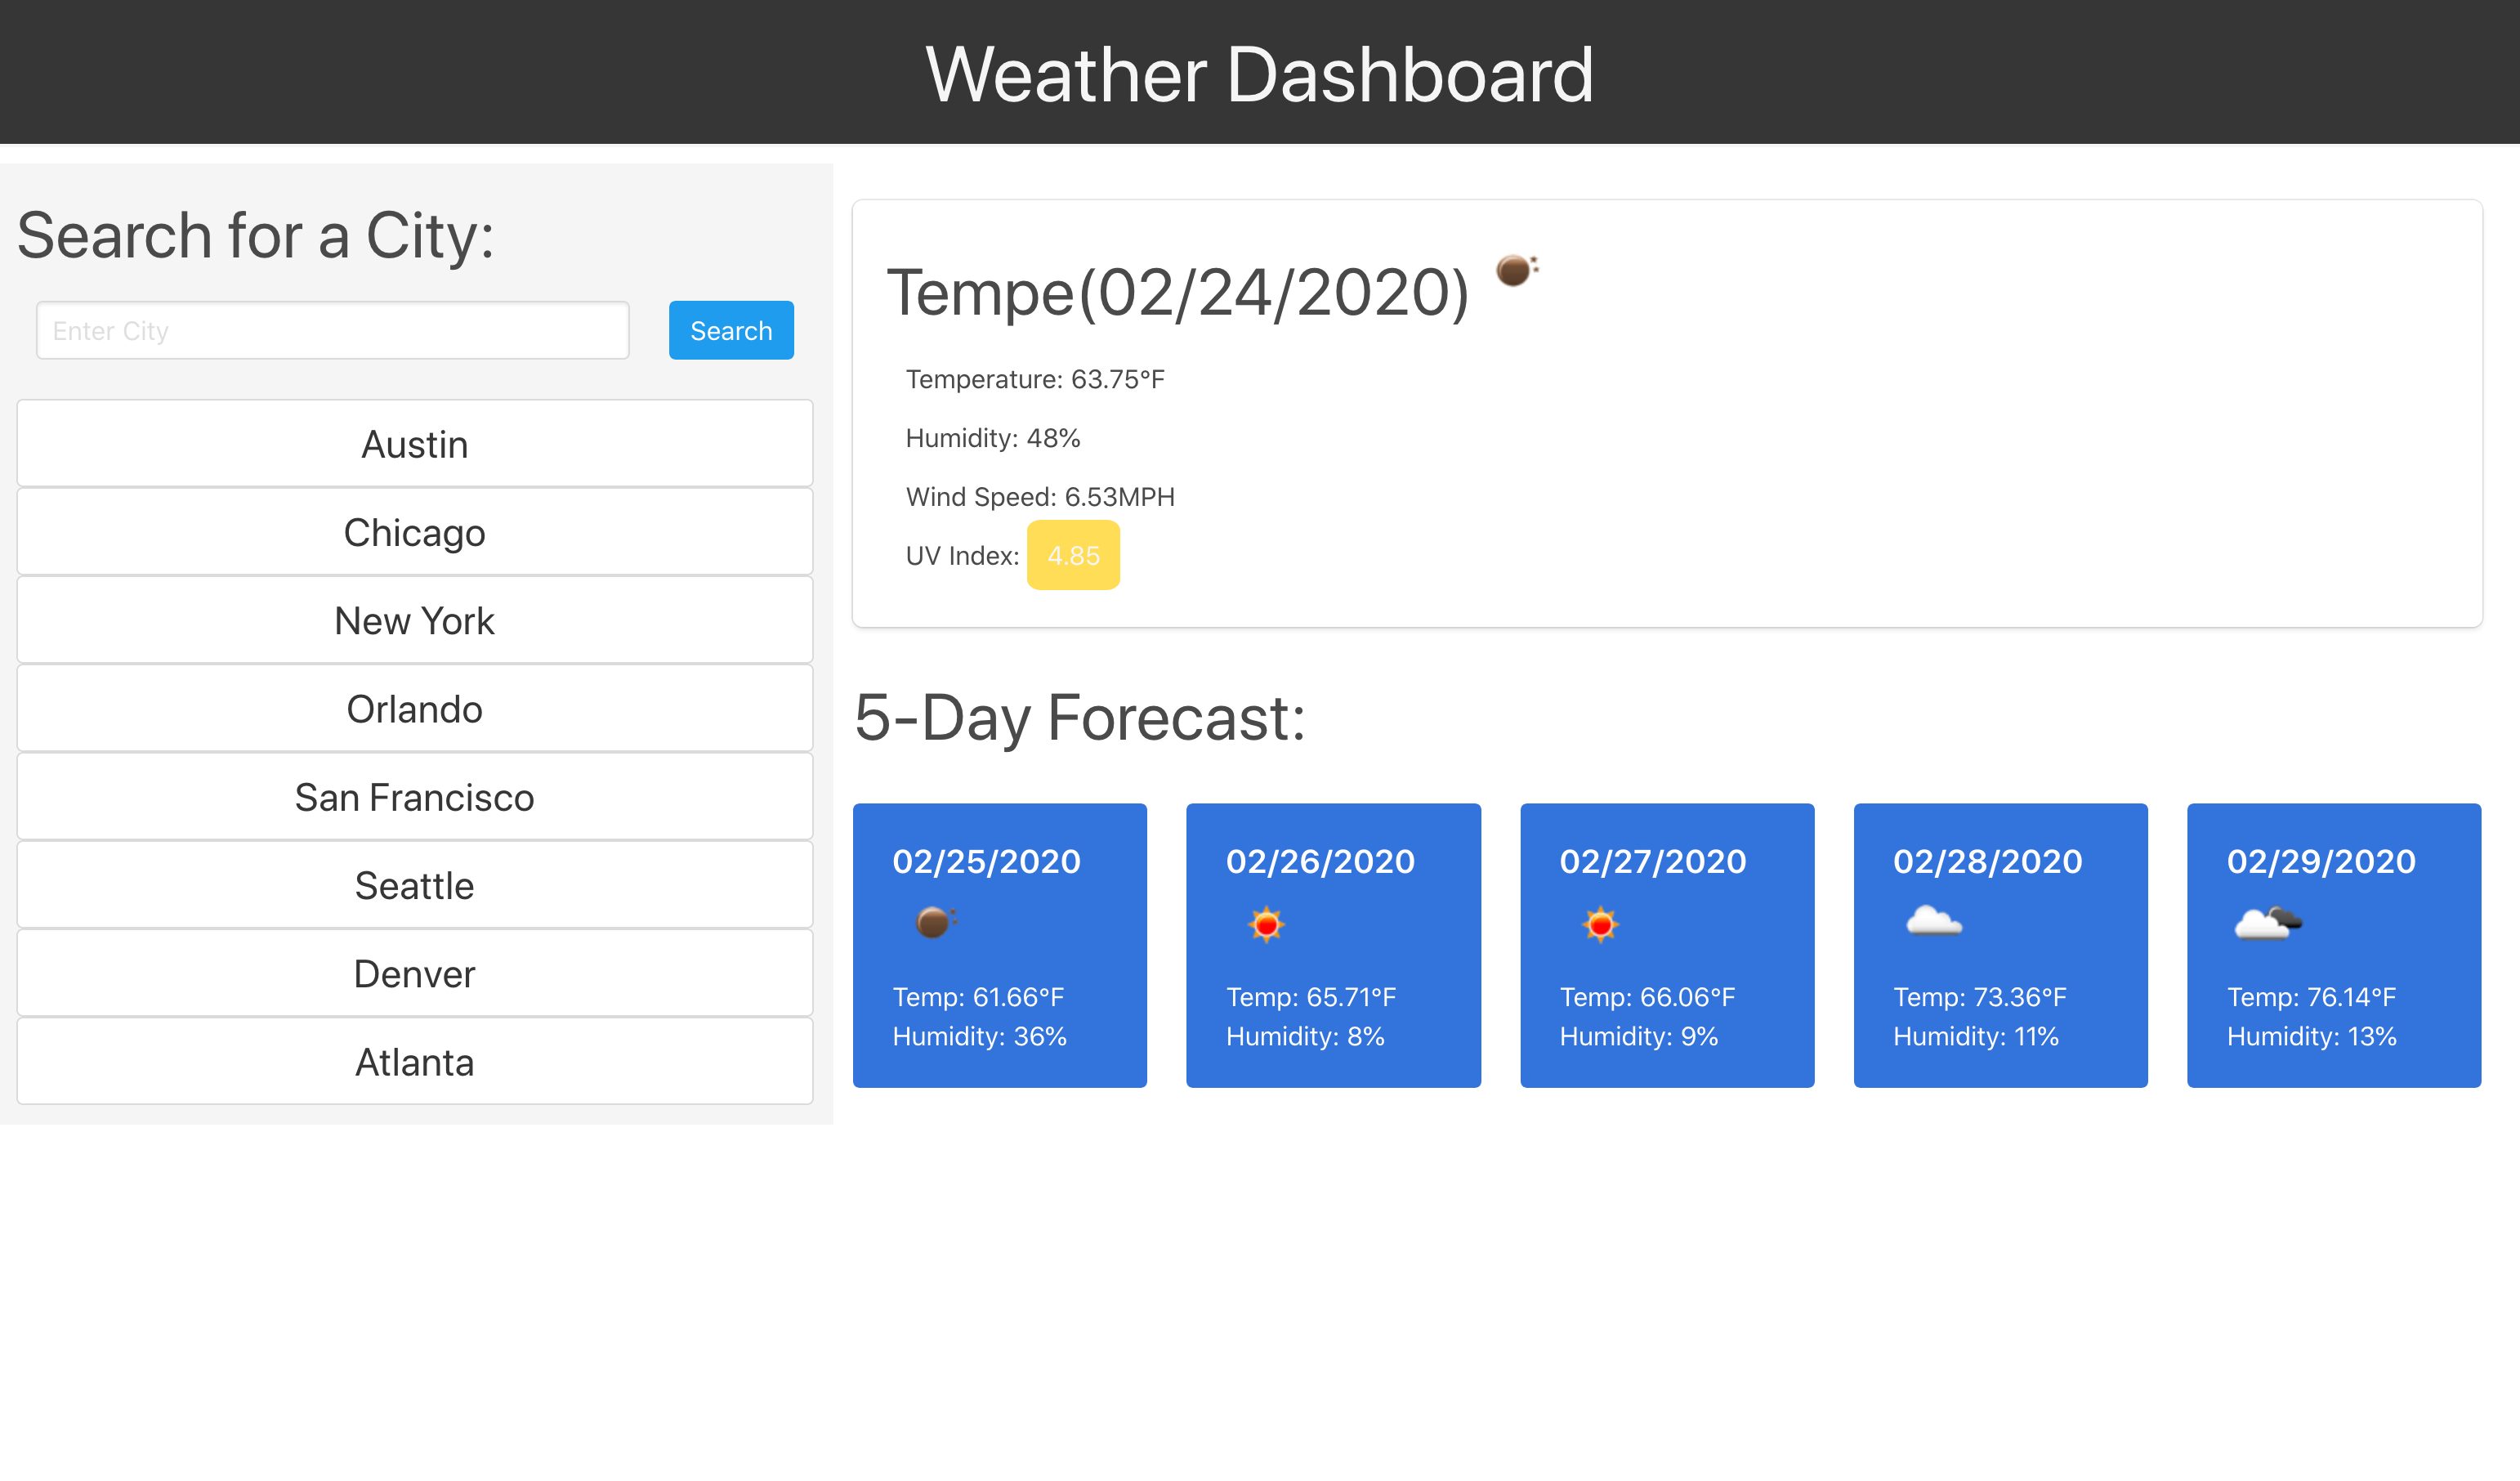 Weather Dashboard
Search for a City:
Enter City
Search
Austin
Chicago
New York
Orlando
San Francisco
Seattle
Denver
Atlanta
Tempe(02/24/2020)
Temperature: 63.75°F
Humidity: 48%
Wind Speed: 6.53MPH
UV Index: 4.85
5-Day Forecast:
02/25/2020
Temp: 61.66°F
Humidity: 36%
02/26/2020
Temp: 65.71°F
Humidity: 8%
02/27/2020
Temp: 66.06°F
Humidity: 9%
02/28/2020
Temp: 73.36°F
Humidity: 11%
02/29/2020
Temp: 76.14°F
Humidity: 13%